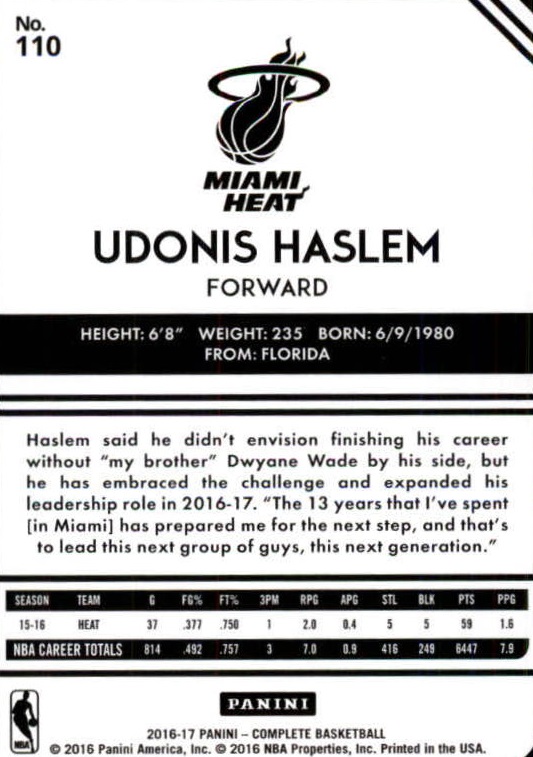 No.
110
MIAMI
HEAT
UDONIS HASLEM
FORWARD
HEIGHT: 6'8" WEIGHT: 235 BORN: 6/9/1980
FROM: FLORIDA
Haslem said he didn't envision finishing his career
without "my brother" Dwyane Wade by his side, but
he has embraced the challenge and expanded his
leadership role in 2016-17. "The 13 years that I've spent
[in Miami] has prepared me for the next step, and that's
to lead this next group of guys, this next generation."
SEASON TEAM G FG% FT% 3PM RPG APG STL BLK PTS PPG
15-16 HEAT 37 .377 .750 1 2.0 0.4 5 5 59 1.6
NBA CAREER TOTALS 814 .492 .757 3 7.0 0.9 416 249 6447 7.9
PANINI
NBA
2016-17 PANINI – COMPLETE BASKETBALL
© 2016 Panini America, Inc. © 2016 NBA Properties, Inc. Printed in the USA.